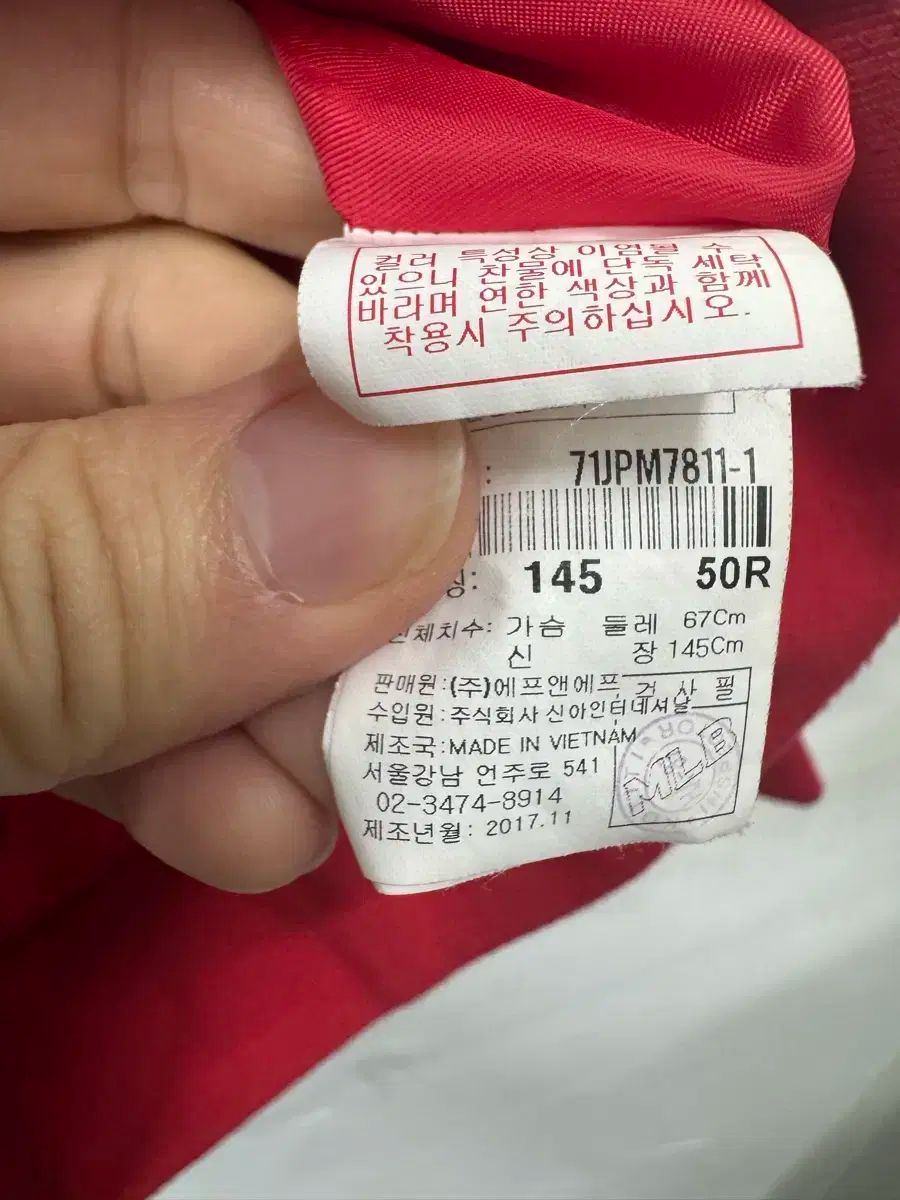 컬러 특성상 이염될 수
있으니 찬물에 단독 세탁
바라며 연한 색상과 함께
착용시 주의하십시오.
: 71JPM7811-1
145 50R
신체치수: 가슴 둘레 67Cm
신 장 145Cm
판매원:(주)에프앤에프 검 사 필
수입원:주식회사 신아인터네셔날
제조국:MADE IN VIETNAM
서울강남 언주로 541
02-3474-8914
제조년월: 2017.11
MLB